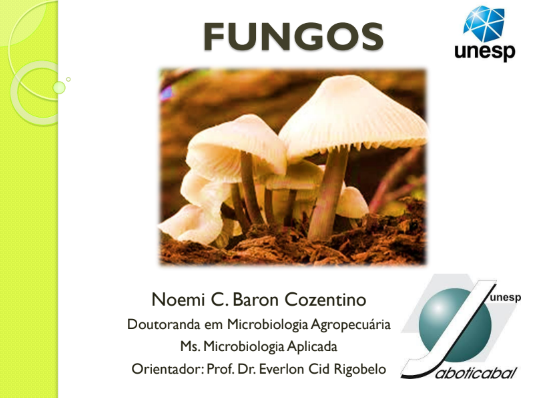 FUNGOS
unesp
Noemi C. Baron Cozentino
Doutoranda em Microbiologia Agropecuária
Ms. Microbiologia Aplicada
Orientador: Prof. Dr. Everlon Cid Rigobelo
unesp
Jaboticabal